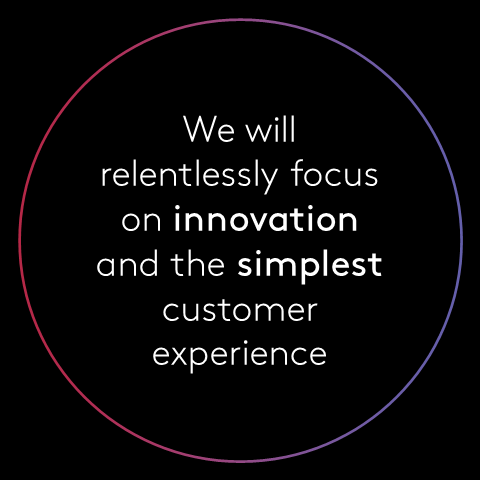 We will
relentlessly focus
on innovation
and the simplest
customer
experience